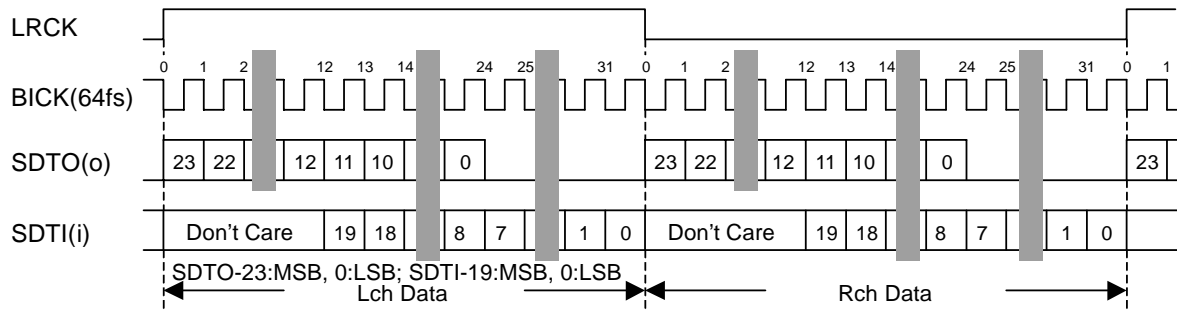 LRCK
0 1 2 12 13 14 24 25 31 0 1 2 12 13 14 24 25 31 0 1
BICK(64fs)
SDTO(o) 23 22 12 11 10 0 23 22 12 11 10 0 23
SDTI(i) Don't Care 19 18 8 7 1 0 Don't Care 19 18 8 7 1 0
SDTO-23:MSB, 0:LSB; SDTI-19:MSB, 0:LSB
Lch Data Rch Data